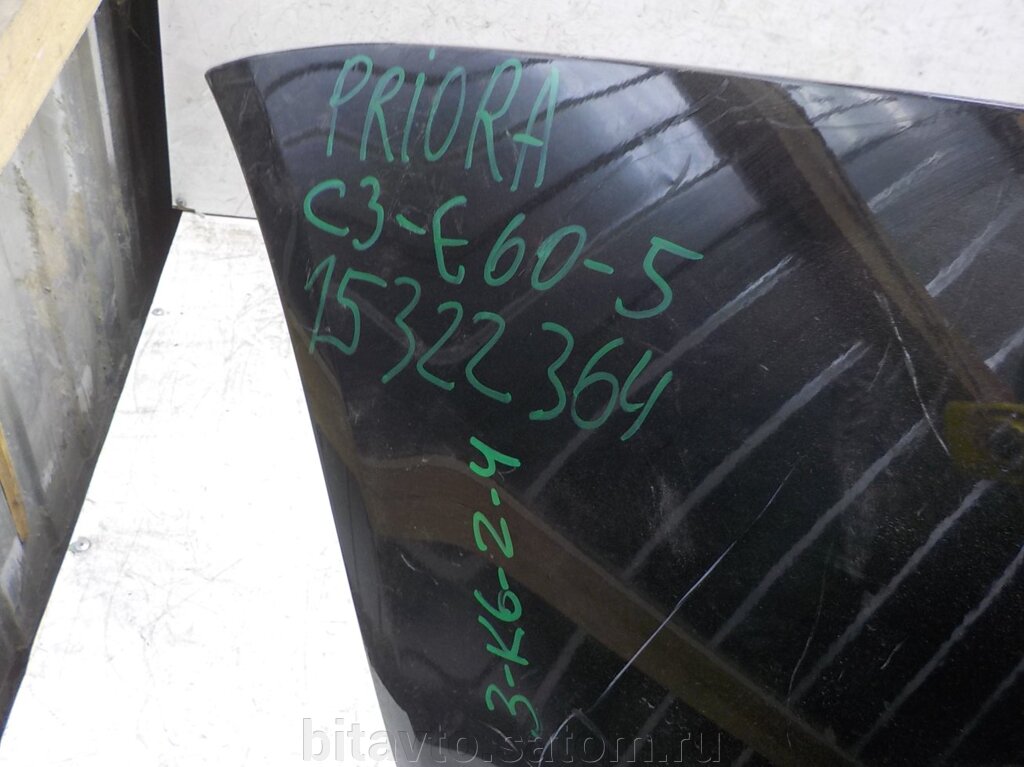 PRiORA
C3-E60-5
15322364
3-K6-2-4
bitavto.satom.ru